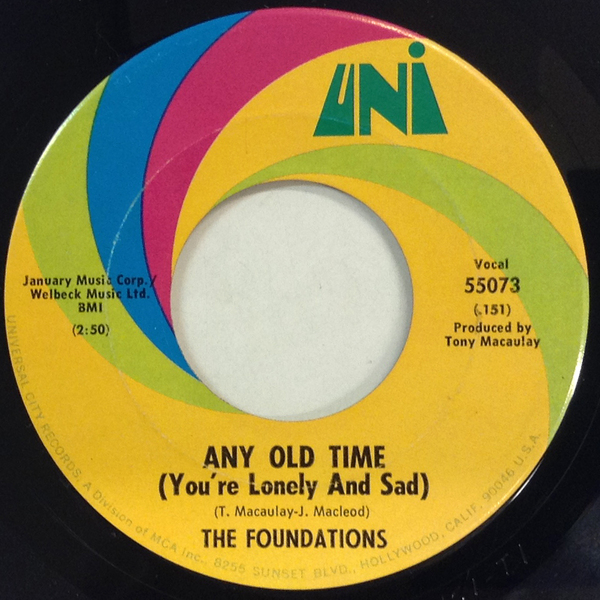 UNI
January Music Corp./
Welbeck Music Ltd.
BMI
(2:50)
Vocal
55073
(.151)
Produced by
Tony Macaulay
ANY OLD TIME
(You're Lonely And Sad)
(T. Macaulay-J. Macleod)
THE FOUNDATIONS
UNIVERSAL CITY RECORDS, A Division of MCA Inc., 8255 SUNSET BLVD., HOLLYWOOD, CALIF. 90046 U.S.A.